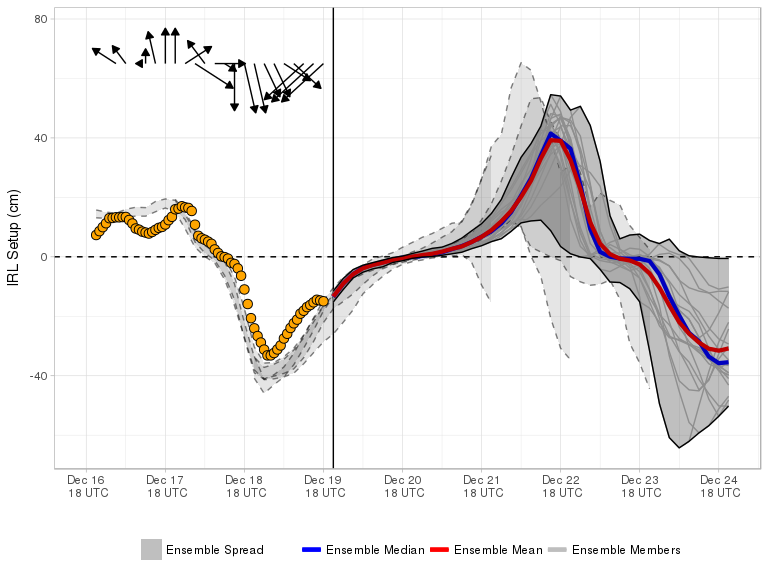 80
40
0
-40
IRL Setup (cm)
Dec 16 Dec 17 Dec 18 Dec 19 Dec 20 Dec 21 Dec 22 Dec 23 Dec 24
18 UTC 18 UTC 18 UTC 18 UTC 18 UTC 18 UTC 18 UTC 18 UTC 18 UTC
Ensemble Spread Ensemble Median Ensemble Mean Ensemble Members